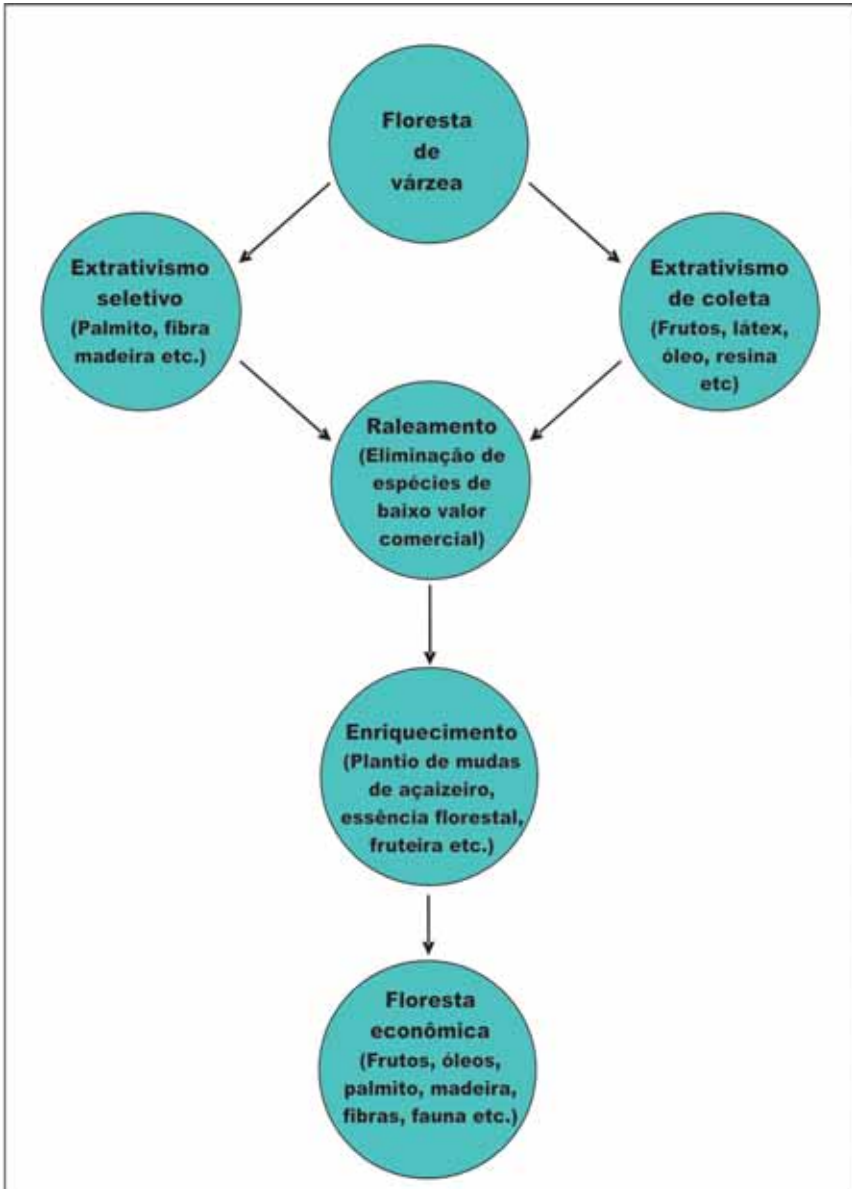 Floresta
de
várzea
Extrativismo
seletivo
(Palmito, fibra
madeira etc.)
Extrativismo
de coleta
(Frutos, látex,
óleo, resina
etc)
Raleamento
(Eliminação de
espécies de
baixo valor
comercial)
Enriquecimento
(Plantio de mudas
de açaizeiro,
essência florestal,
fruteira etc.)
Floresta
econômica
(Frutos, óleos,
palmito, madeira,
fibras, fauna etc.)